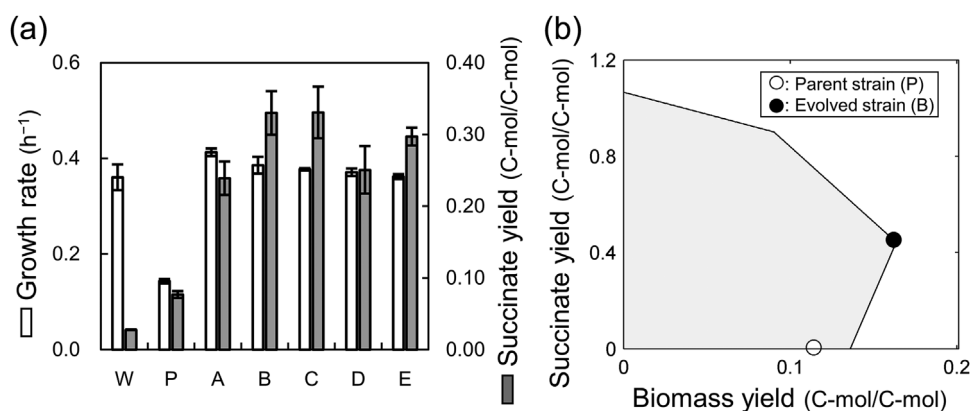 (a)
0.6
0.4
0.2
0.0
Growth rate (h⁻¹)
0.40
0.30
0.20
0.10
0.00
Succinate yield (C-mol/C-mol)
W P A B C D E
(b)
1.2
0.8
0.4
0
Succinate yield (C-mol/C-mol)
: Parent strain (P)
: Evolved strain (B)
0 0.1 0.2
Biomass yield (C-mol/C-mol)